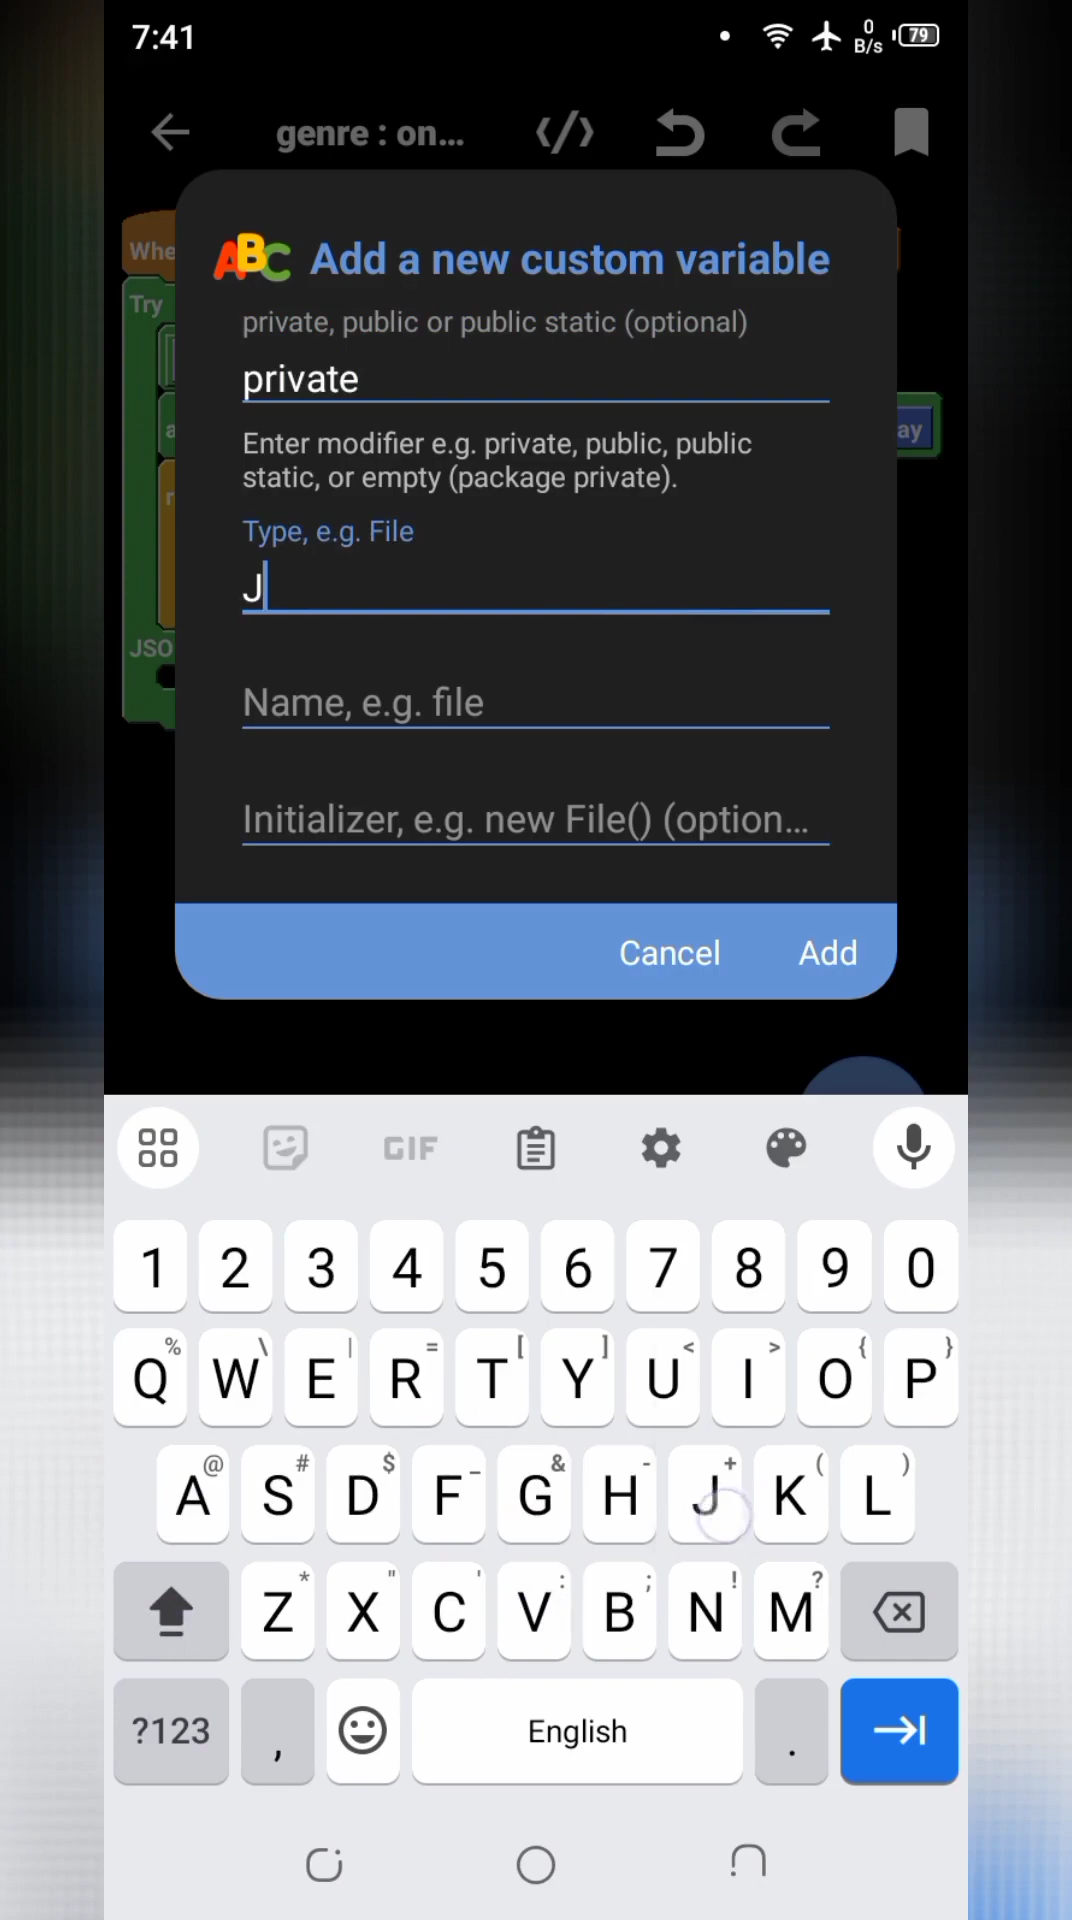 7:41
0
B/s
79
genre : on...
Whe
Try
ay
JSO
ABC Add a new custom variable
private, public or public static (optional)
private
Enter modifier e.g. private, public, public
static, or empty (package private).
Type, e.g. File
J
Name, e.g. file
Initializer, e.g. new File() (option...
Cancel Add
GIF
1 2 3 4 5 6 7 8 9 0
% \ | = [ ] < > { }
Q W E R T Y U I O P
@ # $ _ & - + ( )
A S D F G H J K L
* " ' : ; ! ?
Z X C V B N M
?123 , English .